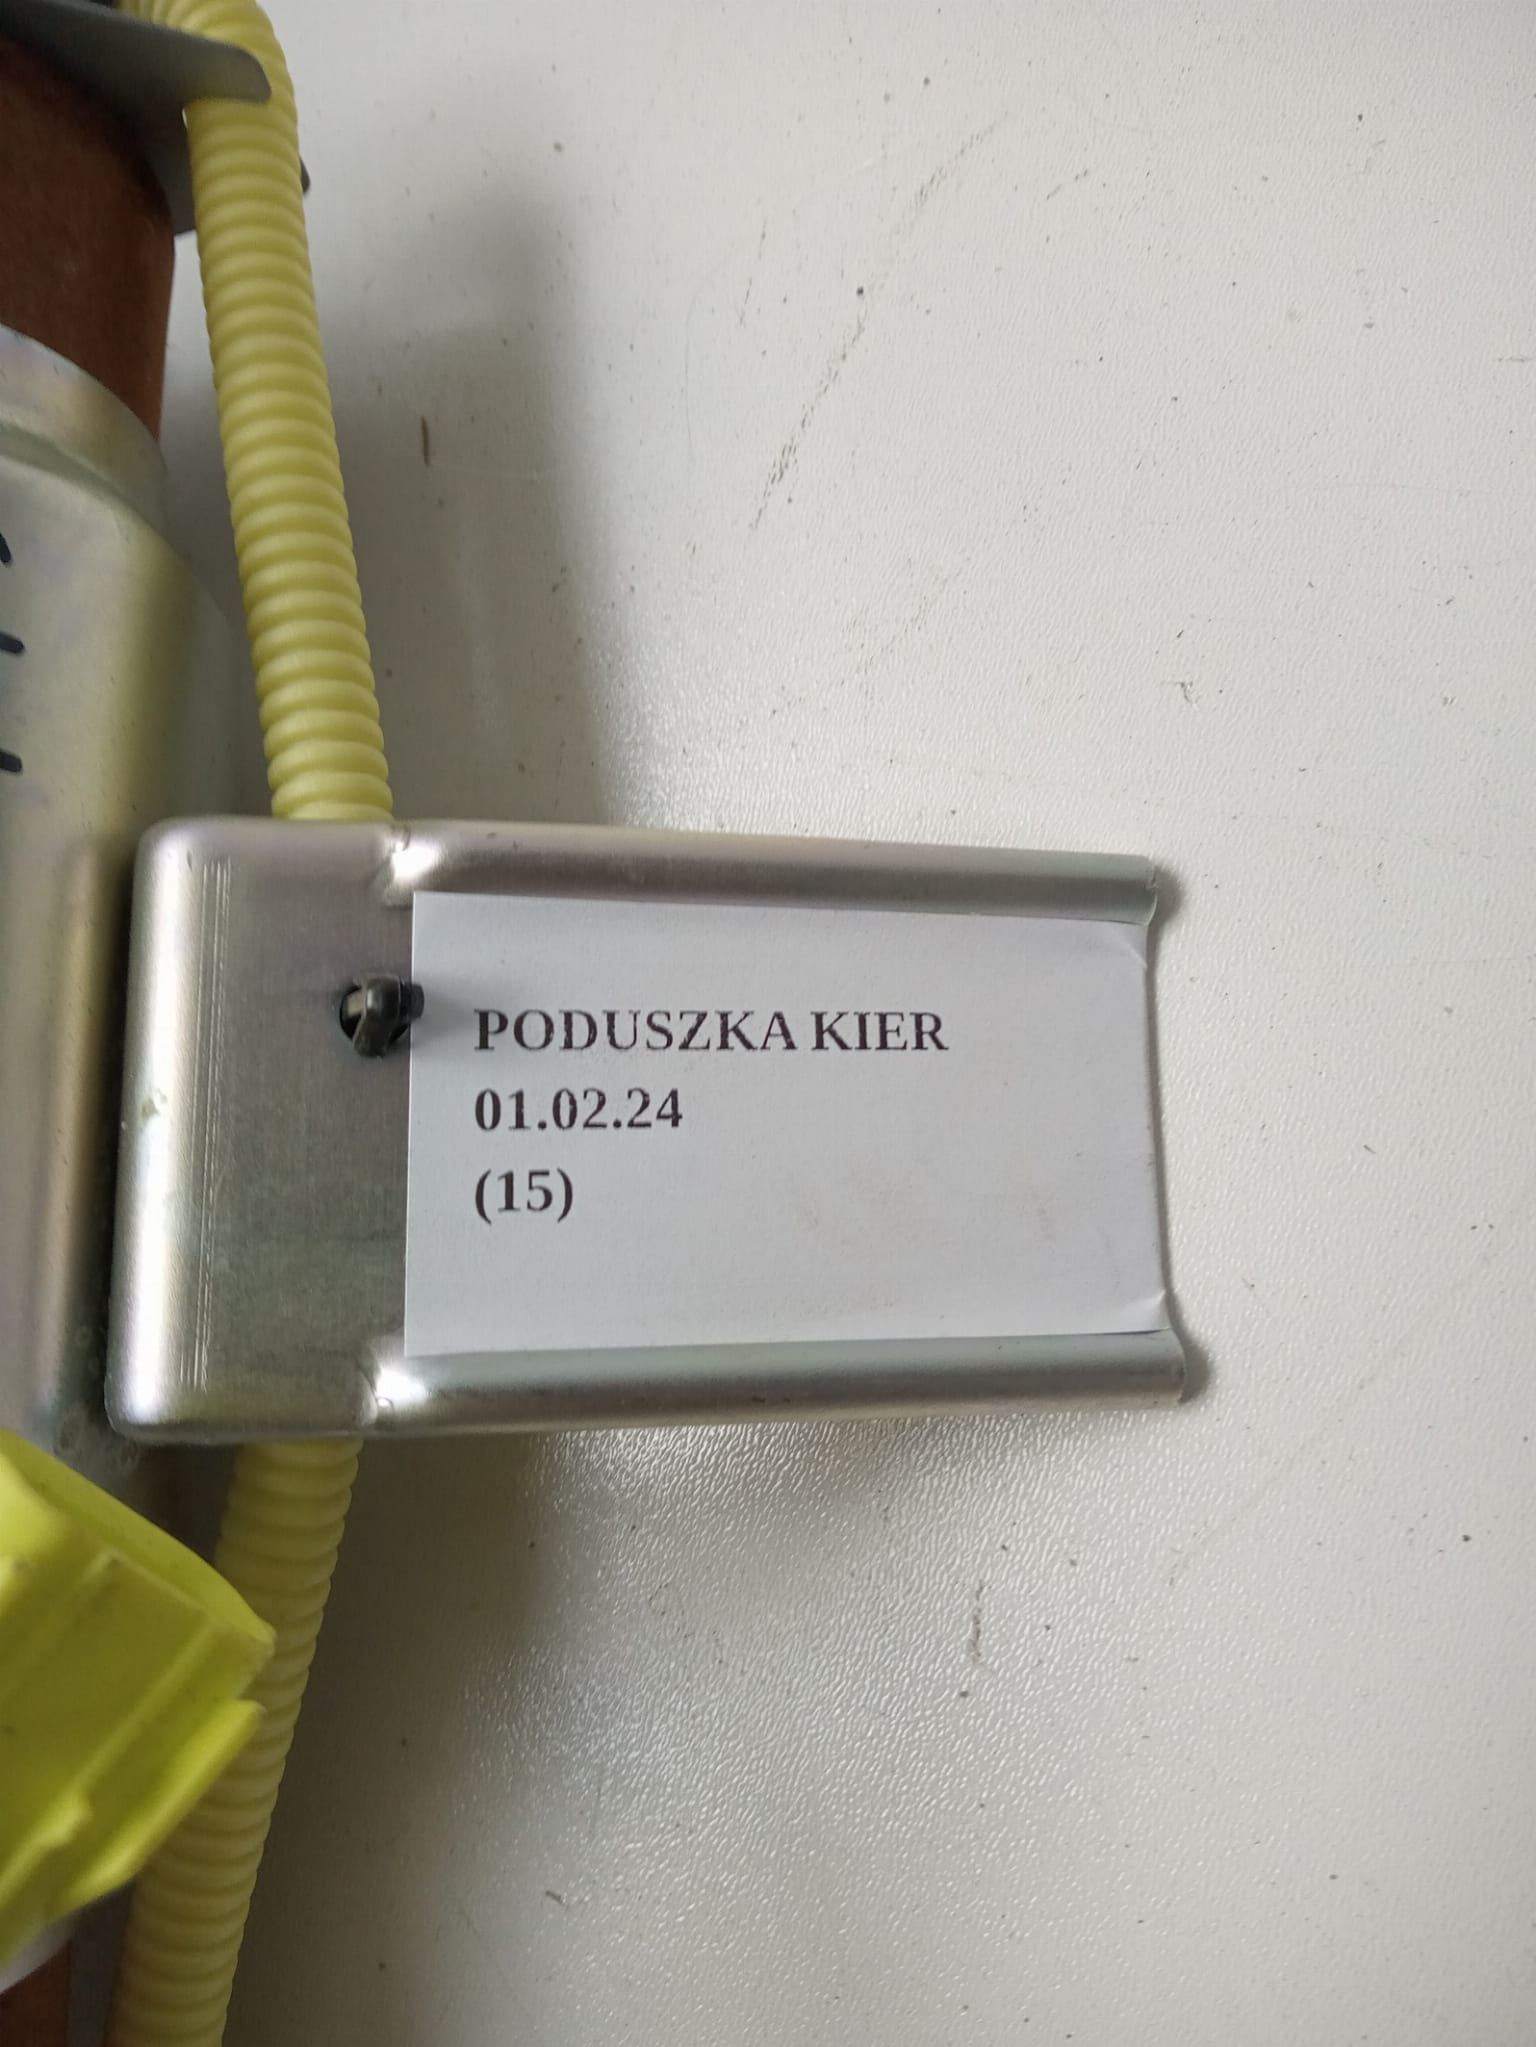 PODUSZKA KIER
01.02.24
(15)